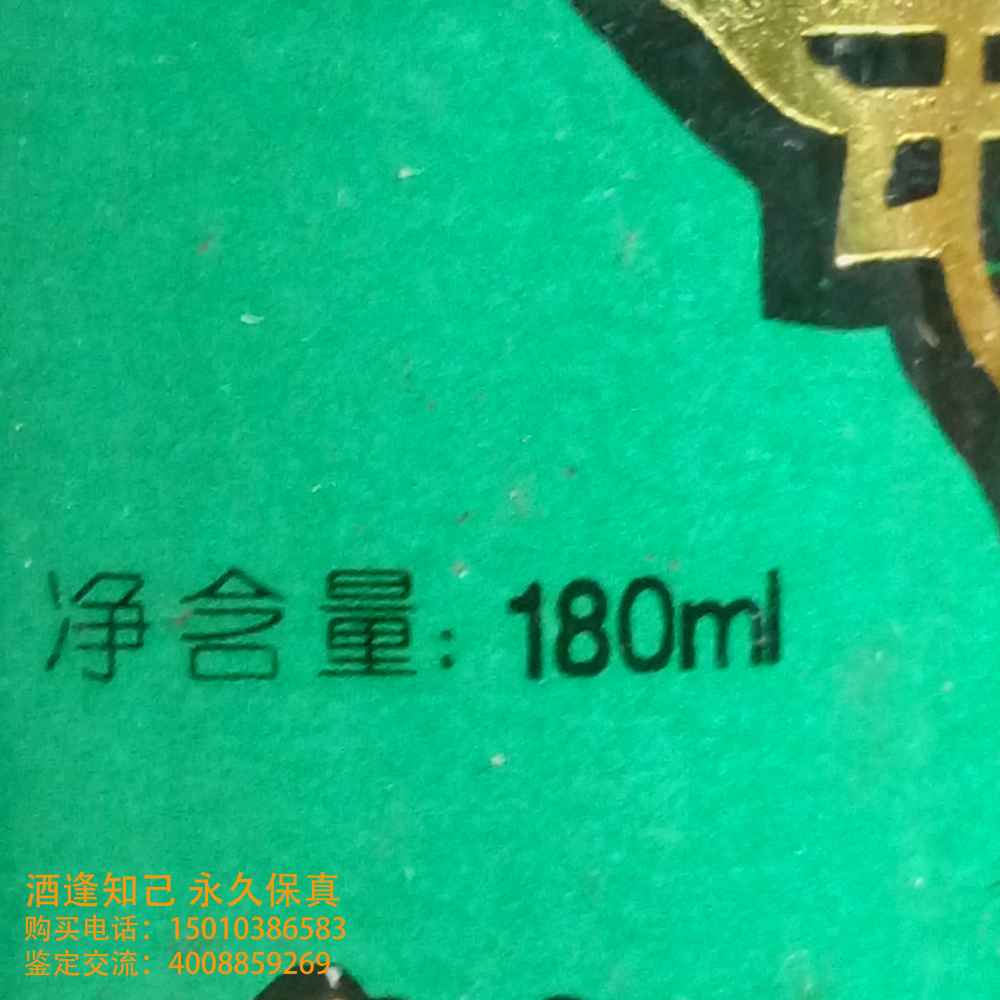 净含量：180ml
酒逢知己 永久保真
购买电话：15010386583
鉴定交流：4008859269